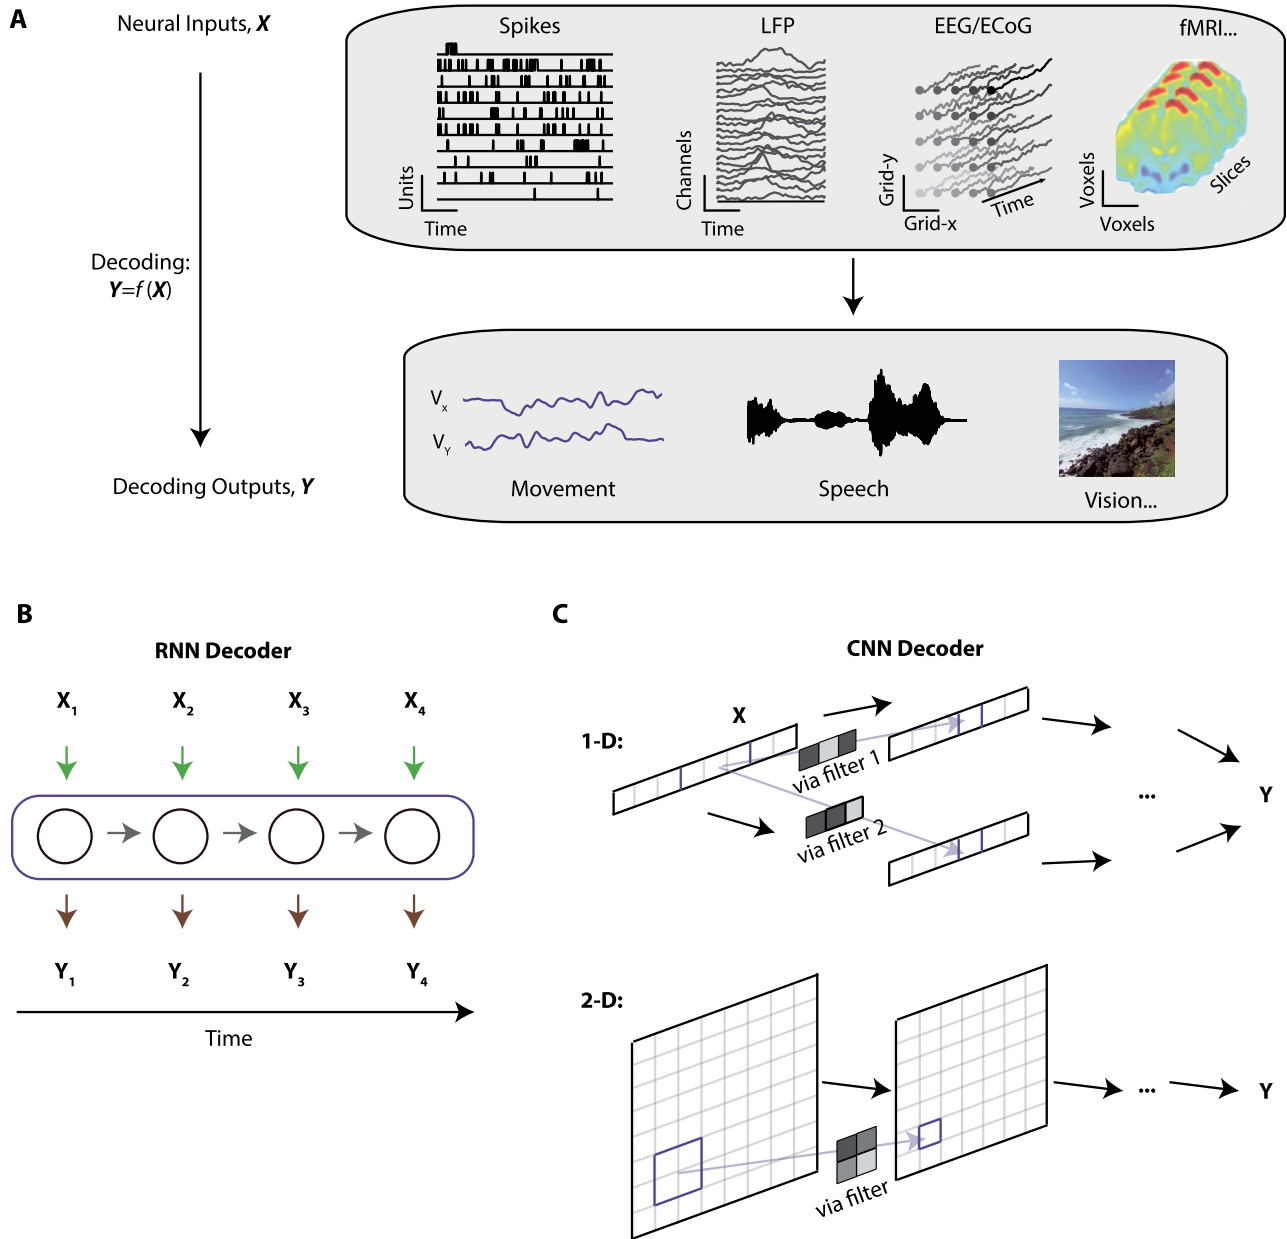 A
Neural Inputs, X
Spikes
LFP
EEG/ECoG
fMRI...
Units
Time
Channels
Time
Grid-y
Grid-x
Time
Voxels
Voxels
Slices
Decoding:
Y=f (X)
Vx
VY
Movement
Speech
Vision...
Decoding Outputs, Y
B
RNN Decoder
X1 X2 X3 X4
Y1 Y2 Y3 Y4
Time
C
CNN Decoder
1-D:
X
via filter 1
via filter 2
...
Y
2-D:
via filter
...
Y